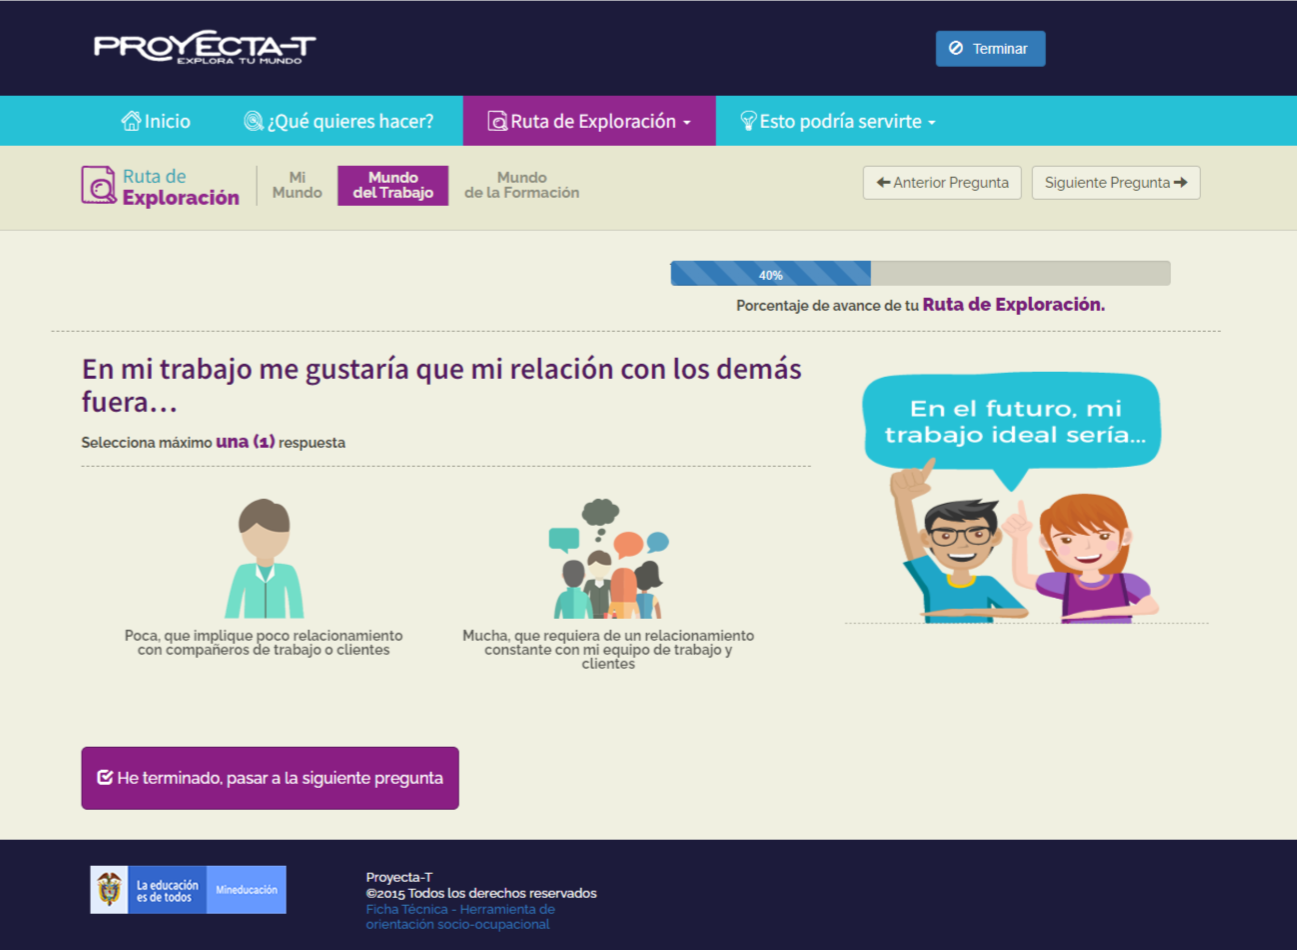 PROYECTA-T
EXPLORA TU MUNDO
Terminar
Inicio
¿Qué quieres hacer?
Ruta de Exploración
Esto podría servirte
Ruta de
Exploración
Mi
Mundo
Mundo
del Trabajo
Mundo
de la Formación
Anterior Pregunta
Siguiente Pregunta
40%
Porcentaje de avance de tu Ruta de Exploración.
En mi trabajo me gustaría que mi relación con los demás
fuera...
Selecciona máximo una (1) respuesta
En el futuro, mi
trabajo ideal sería...
Poca, que implique poco relacionamiento
con compañeros de trabajo o clientes
Mucha, que requiera de un relacionamiento
constante con mi equipo de trabajo y
clientes
He terminado, pasar a la siguiente pregunta
La educación
es de todos
Mineducación
Proyecta-T
©2015 Todos los derechos reservados
Ficha Técnica - Herramienta de
orientación socio-ocupacional